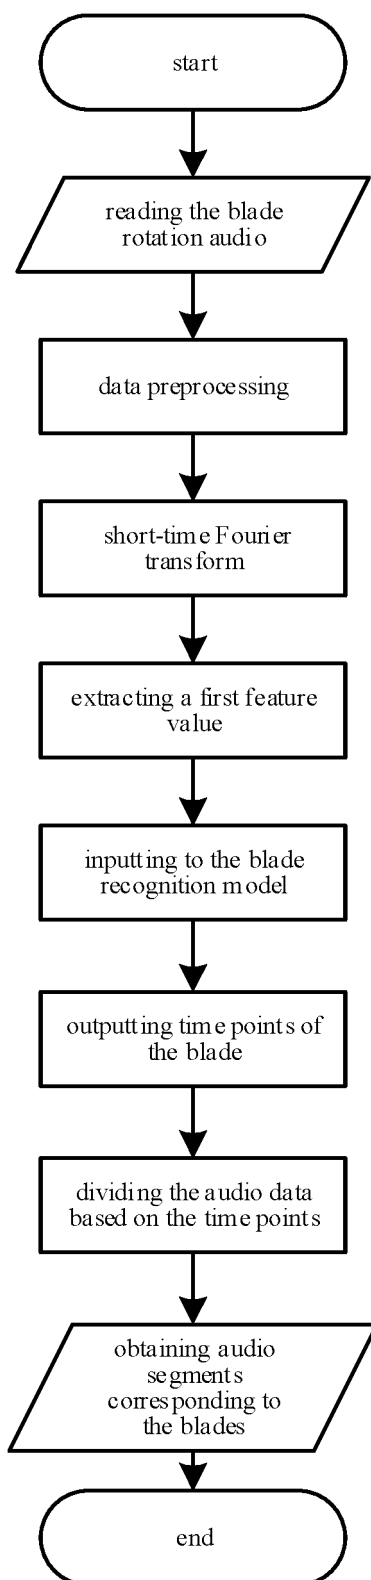 start
reading the blade
rotation audio
data preprocessing
short-time Fourier
transform
extracting a first feature
value
inputting to the blade
recognition model
outputting time points of
the blade
dividing the audio data
based on the time points
obtaining audio
segments
corresponding to
the blades
end